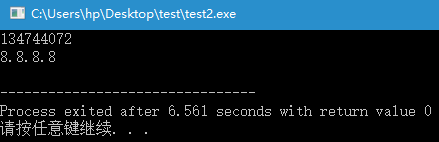 C:\Users\hp\Desktop\test\test2.exe
134744072
8.8.8.8
--------------------------------
Process exited after 6.561 seconds with return value 0
请按任意键继续. . .